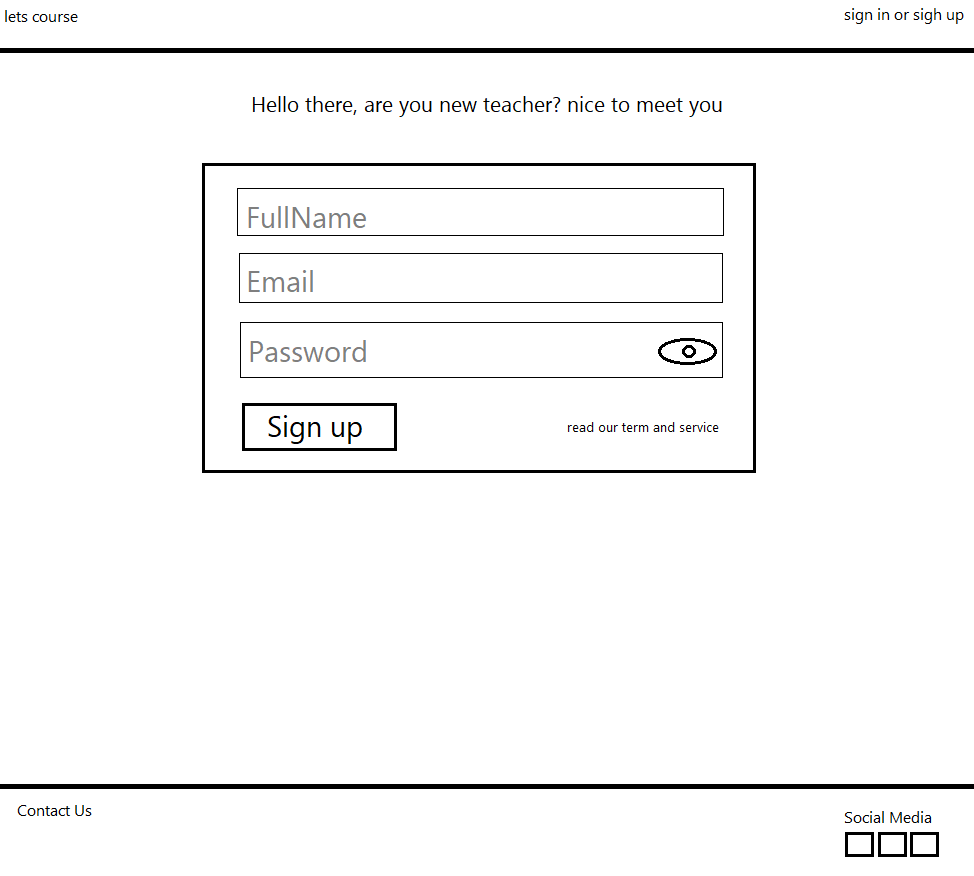 lets course
sign in or sigh up
Hello there, are you new teacher? nice to meet you
FullName
Email
Password
Sign up
read our term and service
Contact Us
Social Media